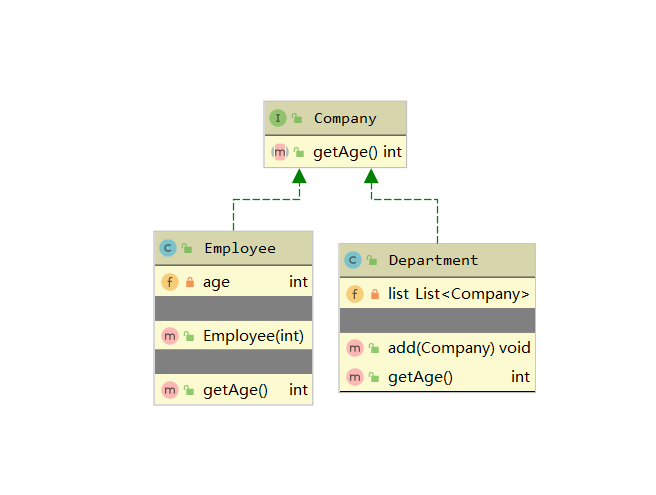 I Company
m getAge() int
C Employee
f age int
m Employee(int)
m getAge() int
C Department
f list List<Company>
m add(Company) void
m getAge() int